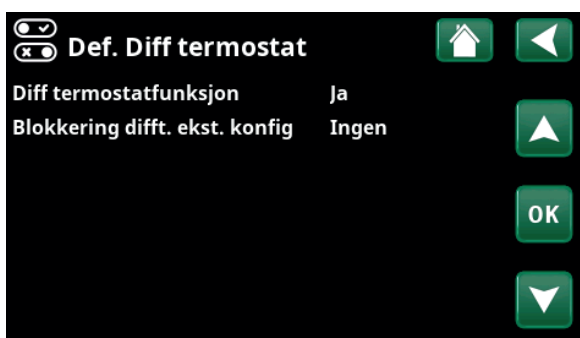 Def. Diff termostat
Diff termostatfunksjon Ja
Blokkering difft. ekst. konfig Ingen
OK